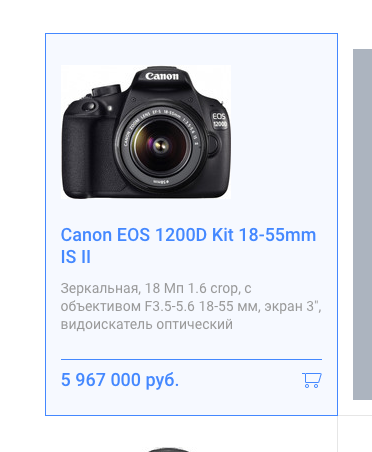 Canon
EOS
1200D
Canon EOS 1200D Kit 18-55mm
IS II
Зеркальная, 18 Мп 1.6 crop, с
объективом F3.5-5.6 18-55 мм, экран 3",
видоискатель оптический
5 967 000 руб.